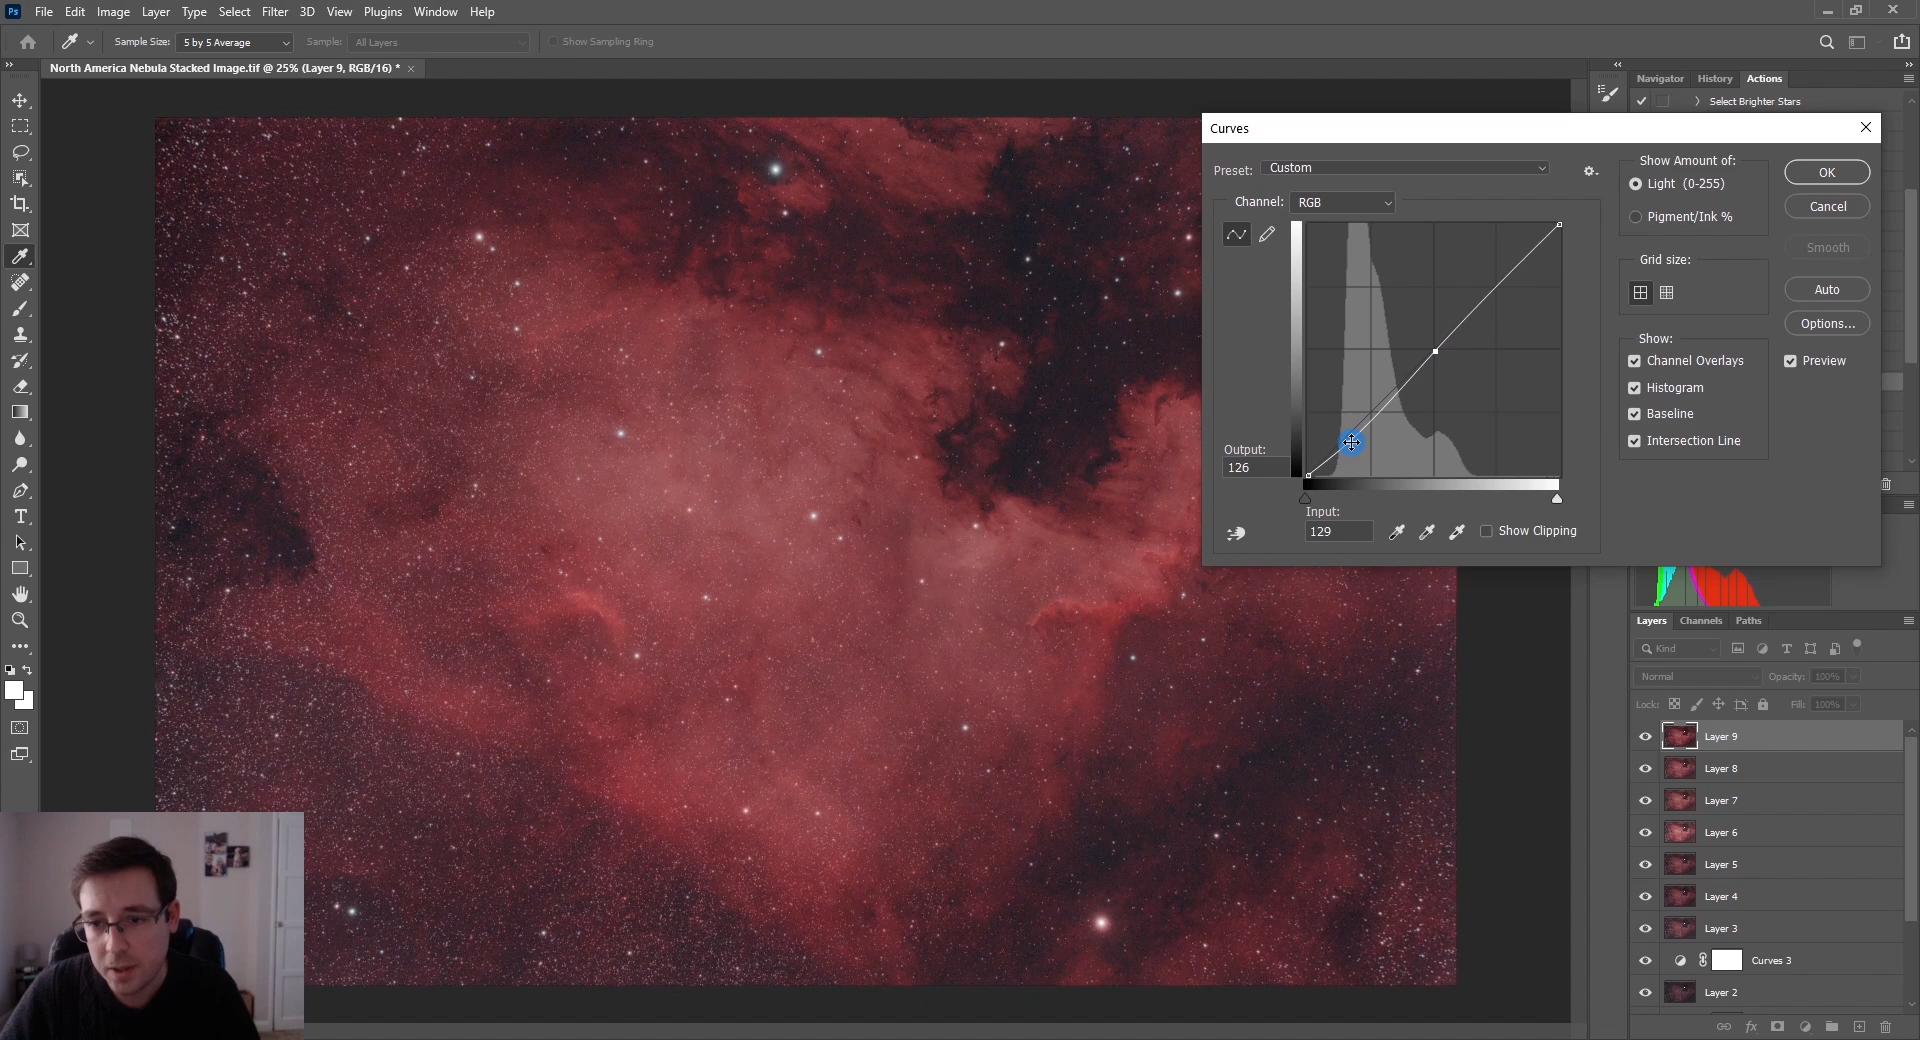 Ps File Edit Image Layer Type Select Filter 3D View Plugins Window Help
Sample Size: 5 by 5 Average Sample: All Layers Show Sampling Ring
North America Nebula Stacked Image.tif @ 25% (Layer 9, RGB/16) *
Navigator History Actions
Select Brighter Stars
Curves
Preset: Custom
Channel: RGB
Output:
126
Input:
129
Show Clipping
Show Amount of:
Light (0-255)
Pigment/Ink %
Grid size:
Show:
Channel Overlays
Histogram
Baseline
Intersection Line
OK
Cancel
Smooth
Auto
Options...
Preview
Layers Channels Paths
Kind
Normal Opacity: 100%
Lock: Fill: 100%
Layer 9
Layer 8
Layer 7
Layer 6
Layer 5
Layer 4
Layer 3
Curves 3
Layer 2
fx